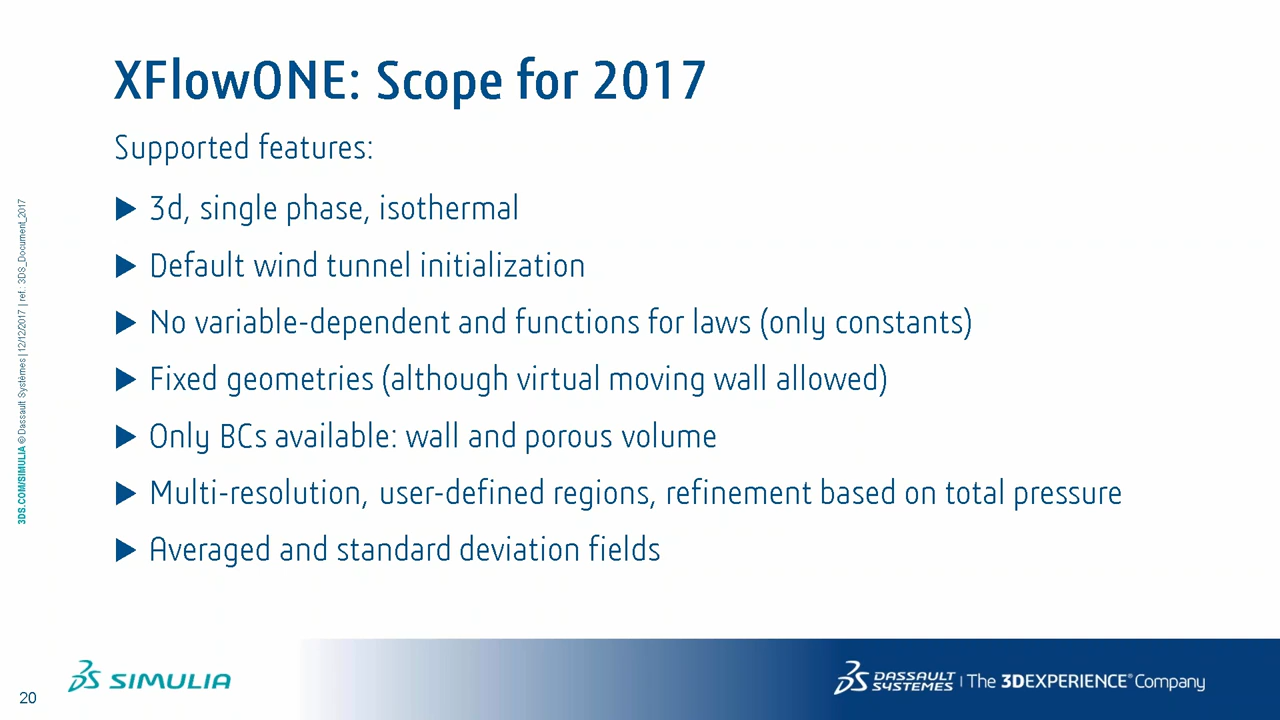 XFlowONE: Scope for 2017
Supported features:
▶ 3d, single phase, isothermal
▶ Default wind tunnel initialization
▶ No variable-dependent and functions for laws (only constants)
▶ Fixed geometries (although virtual moving wall allowed)
▶ Only BCs available: wall and porous volume
▶ Multi-resolution, user-defined regions, refinement based on total pressure
▶ Averaged and standard deviation fields
3DS.COM/SIMULIA © Dassault Systèmes | 12/12/2017 | ref.: 3DS_Document_2017
20
SIMULIA
DASSAULT SYSTEMES | The 3DEXPERIENCE® Company